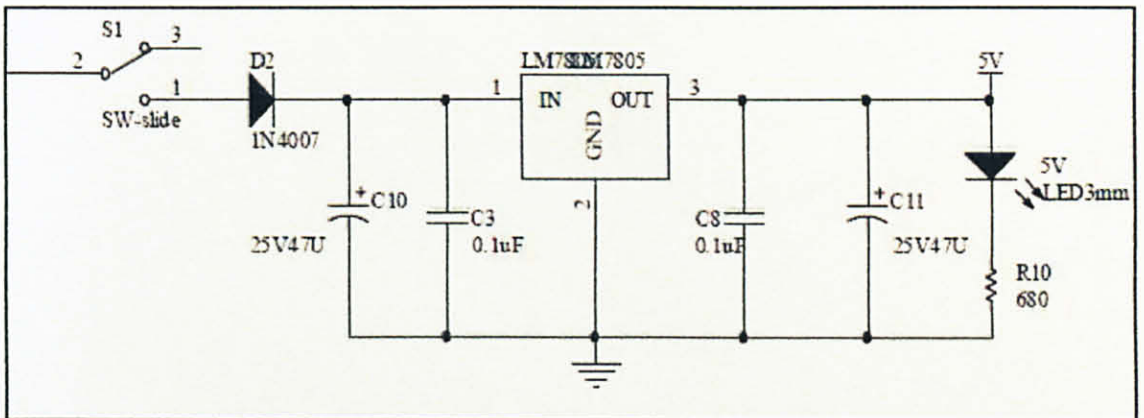 S1
3
2
1
SW-slide
D2
1N4007
C10
25V47U
C3
0.1uF
LM7805
1
IN
OUT
3
GND
2
C8
0.1uF
C11
25V47U
5V
5V
LED3mm
R10
680